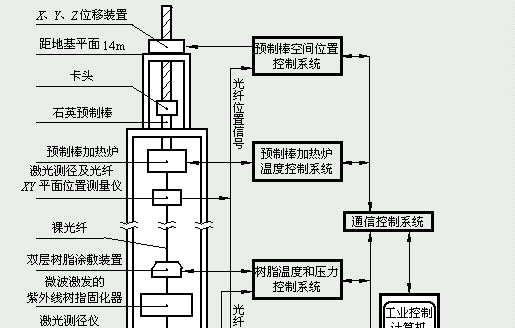 X、Y、Z位移装置
距地基平面14m
卡头
石英预制棒
预制棒加热炉
激光测径及光纤
XY平面位置测量仪
裸光纤
双层树脂涂敷装置
微波激发的
紫外线树指固化器
激光测径仪
光纤位置信号
光纤
预制棒空间位置
控制系统
预制棒加热炉
温度控制系统
通信控制系统
树脂温度和压力
控制系统
工业控制
计算机